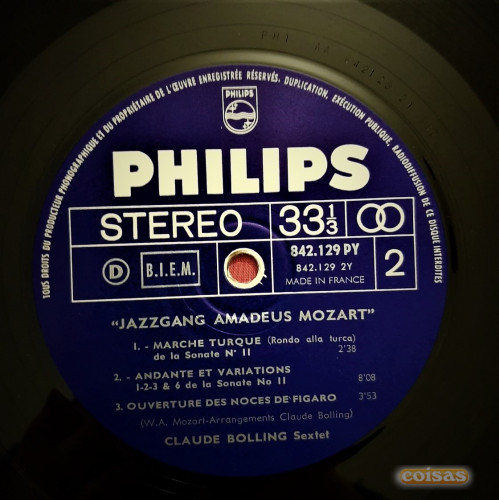 TOUS DROITS DU PRODUCTEUR PHONOGRAPHIQUE ET DU PROPRIÉTAIRE DE L'ŒUVRE ENREGISTRÉE RÉSERVÉS. DUPLICATION, EXÉCUTION PUBLIQUE, RADIODIFFUSION DE CE DISQUE INTERDITES
PHILIPS
PHILIPS
STEREO 33 1/3
D B.I.E.M. 842.129 PY 2
842.129 2Y
MADE IN FRANCE
"JAZZGANG AMADEUS MOZART"
1. - MARCHE TURQUE (Rondo alla turca)
de la Sonate N° 11 2'38
2. - ANDANTE ET VARIATIONS
1-2-3 & 6 de la Sonate No 11 8'08
3. OUVERTURE DES NOCES DE FIGARO 3'53
(W.A. Mozart-Arrangements Claude Bolling)
CLAUDE BOLLING Sextet
coisas